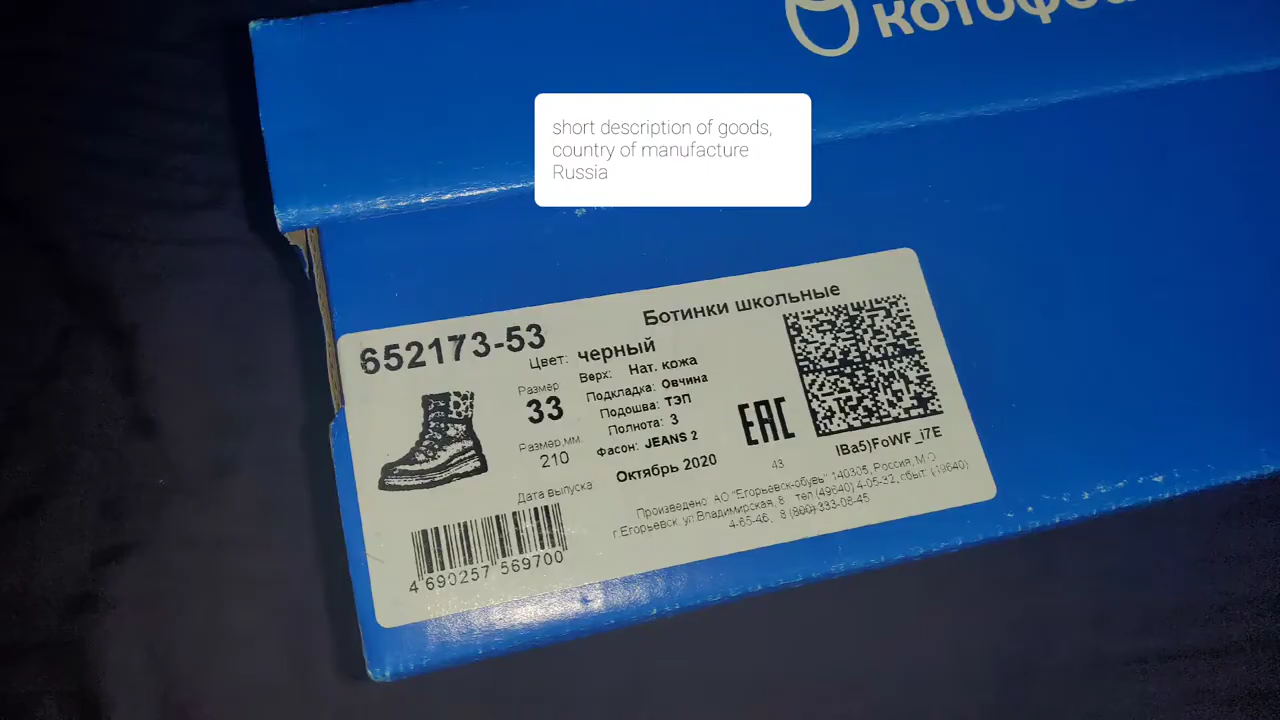 short description of goods,
country of manufacture
Russia
Ботинки школьные
652173-53
Цвет: черный
Размер
33
Верх: Нат. кожа
Подкладка: Овчина
Подошва: ТЭП
Полнота: 3
Фасон: JEANS 2
Размер,мм.
210
EAC
IBa5)FoWF_i7E
Дата выпуска
Октябрь 2020
43
Произведено: АО "Егорьевск-обувь" 140305, Россия, М.О.
г.Егорьевск, ул.Владимирская, 8 тел (49640) 4-05-32, сбыт: (49640)
4-65-46, 8 (800)-333-08-45
4 690257 569700